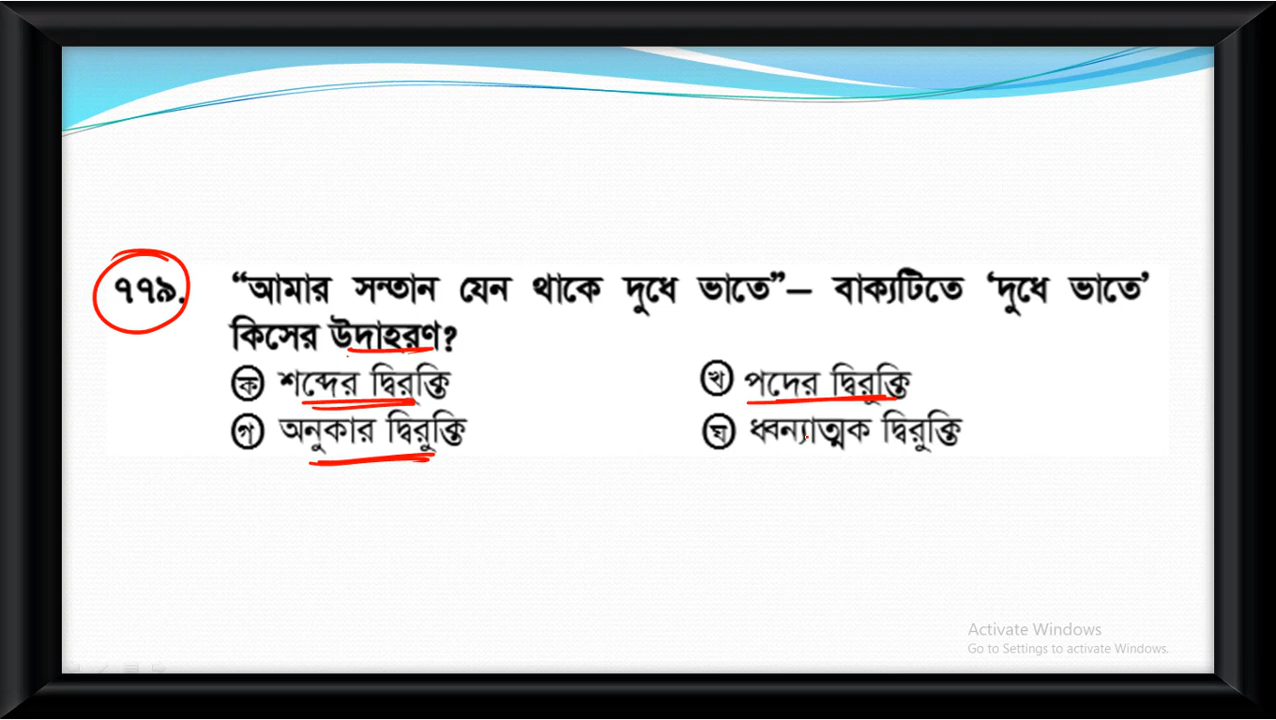 ৭৭৯. “আমার সন্তান যেন থাকে দুধে ভাতে”– বাক্যটিতে ‘দুধে ভাতে’
কিসের উদাহরণ?
ক শব্দের দ্বিরুক্তি
খ পদের দ্বিরুক্তি
গ অনুকার দ্বিরুক্তি
ঘ ধ্বন্যাত্মক দ্বিরুক্তি
Activate Windows
Go to Settings to activate Windows.